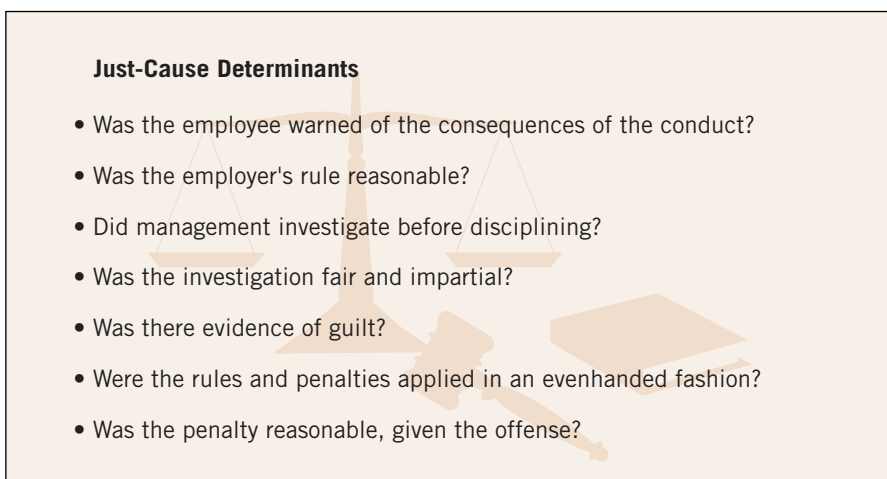 Just-Cause Determinants
• Was the employee warned of the consequences of the conduct?
• Was the employer's rule reasonable?
• Did management investigate before disciplining?
• Was the investigation fair and impartial?
• Was there evidence of guilt?
• Were the rules and penalties applied in an evenhanded fashion?
• Was the penalty reasonable, given the offense?